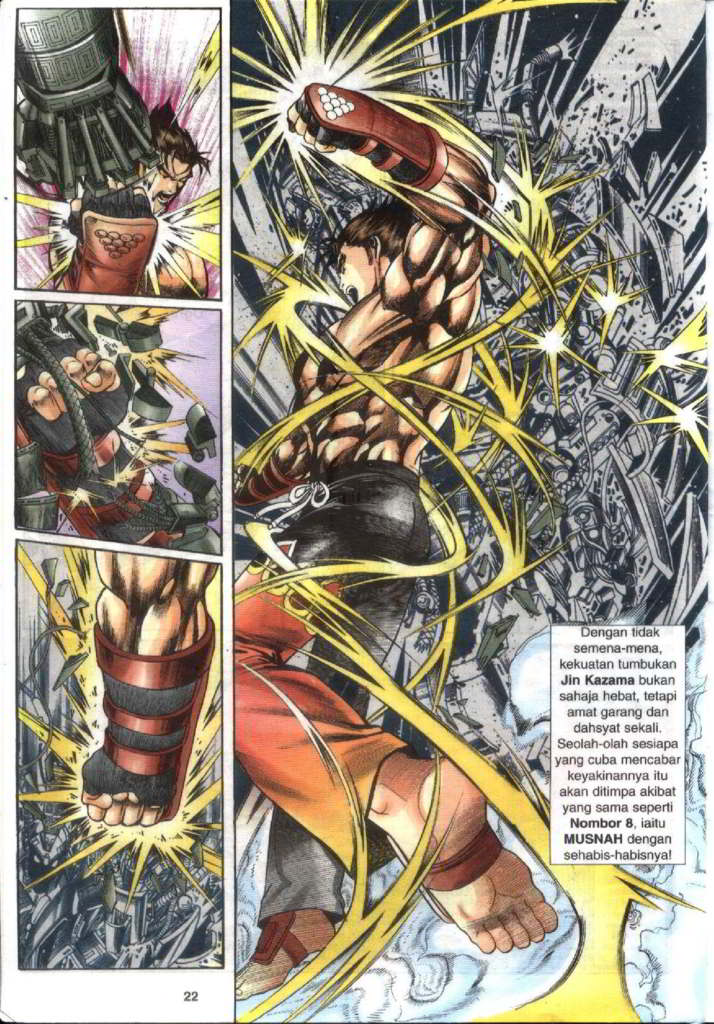 Dengan tidak
semena-mena,
kekuatan tumbukan
Jin Kazama bukan
sahaja hebat, tetapi
amat garang dan
dahsyat sekali.
Seolah-olah sesiapa
yang cuba mencabar
keyakinannya itu
akan ditimpa akibat
yang sama seperti
Nombor 8, iaitu
MUSNAH dengan
sehabis-habisnya!
22